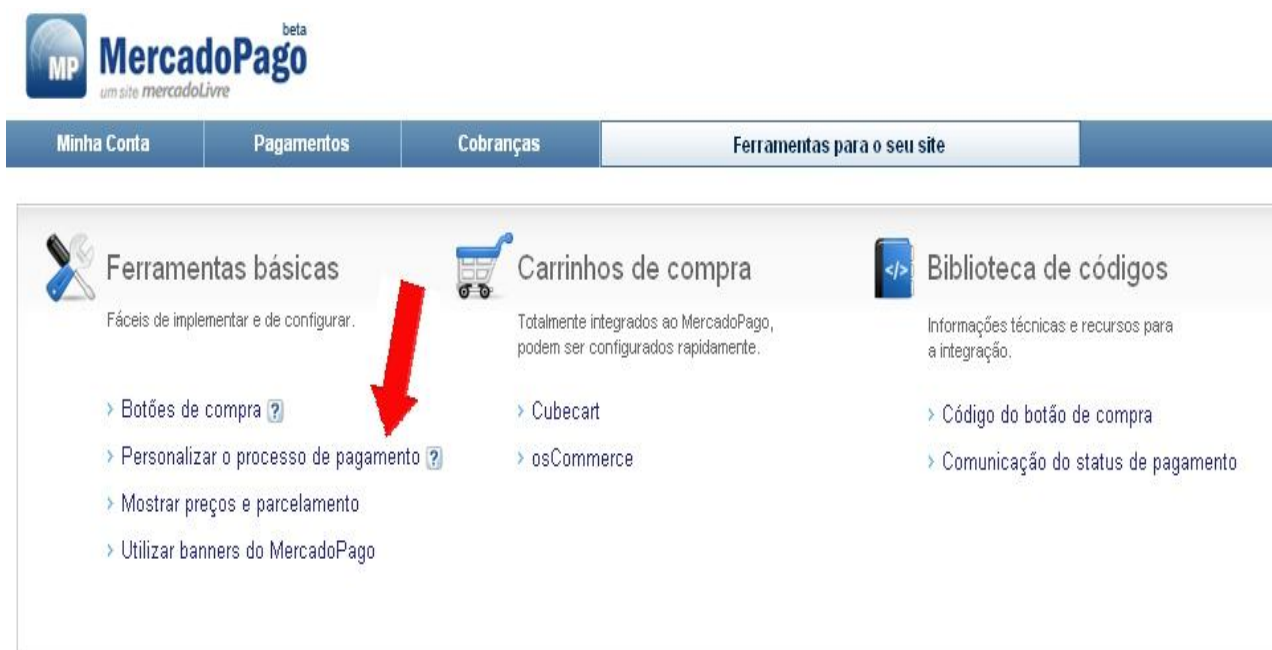 beta
MP
MercadoPago
um site mercadoLivre
Minha Conta
Pagamentos
Cobranças
Ferramentas para o seu site
Ferramentas básicas
Fáceis de implementar e de configurar.
> Botões de compra ?
> Personalizar o processo de pagamento ?
> Mostrar preços e parcelamento
> Utilizar banners do MercadoPago
Carrinhos de compra
Totalmente integrados ao MercadoPago,
podem ser configurados rapidamente.
> Cubecart
> osCommerce
</> Biblioteca de códigos
Informações técnicas e recursos para
a integração.
> Código do botão de compra
> Comunicação do status de pagamento